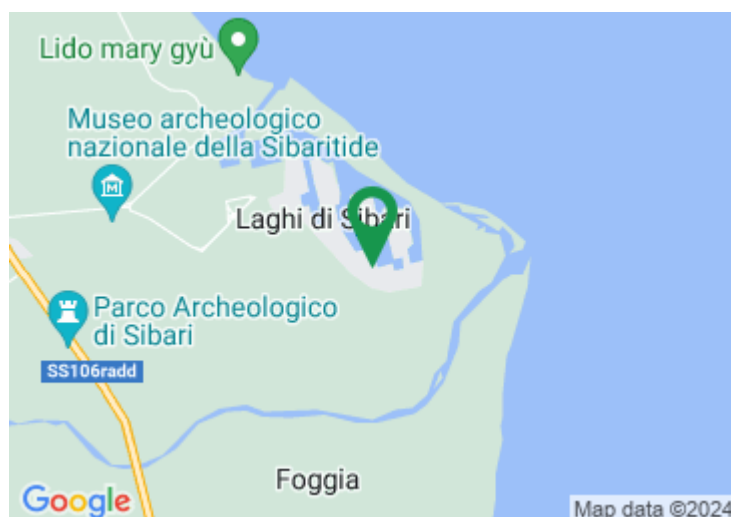 Lido mary gyù
Museo archeologico
nazionale della Sibaritide
Laghi di Sibari
Parco Archeologico
di Sibari
SS106radd
Foggia
Google
Map data ©2024